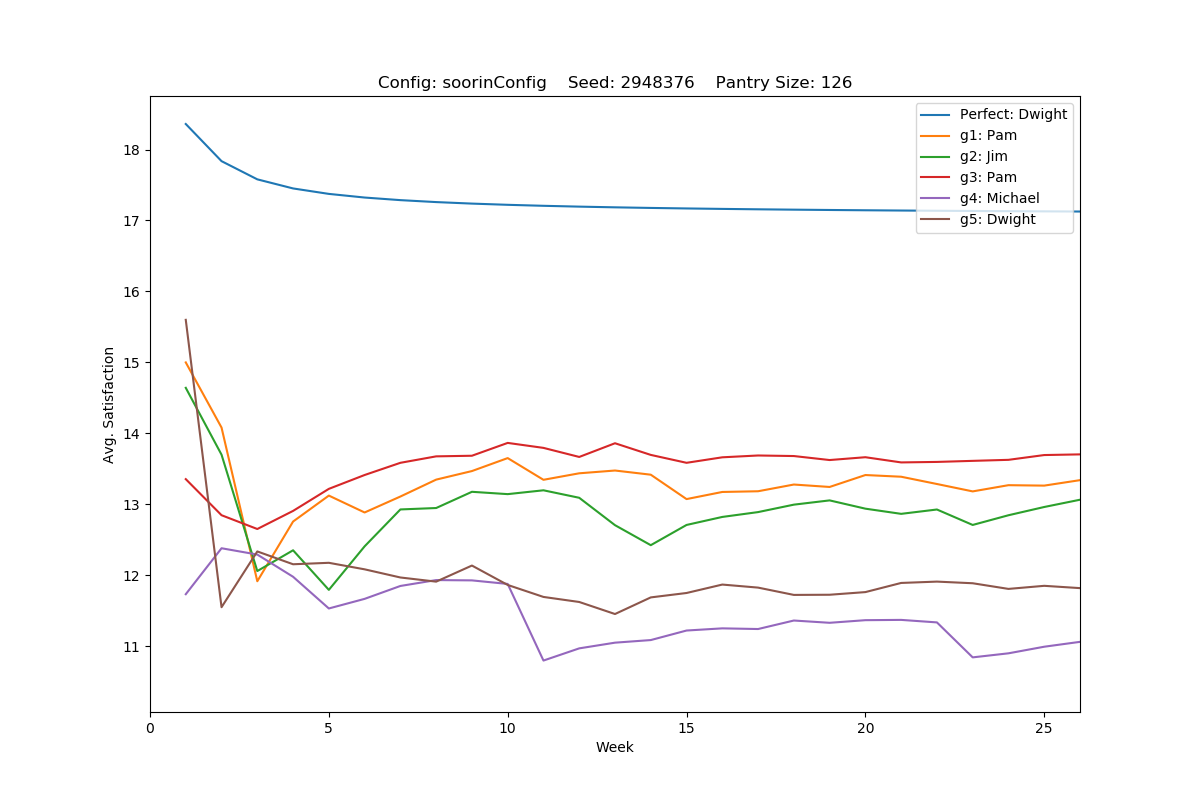 Config: soorinConfig    Seed: 2948376    Pantry Size: 126
Perfect: Dwight
g1: Pam
g2: Jim
g3: Pam
g4: Michael
g5: Dwight
18
17
16
15
14
13
12
11
Avg. Satisfaction
0 5 10 15 20 25
Week